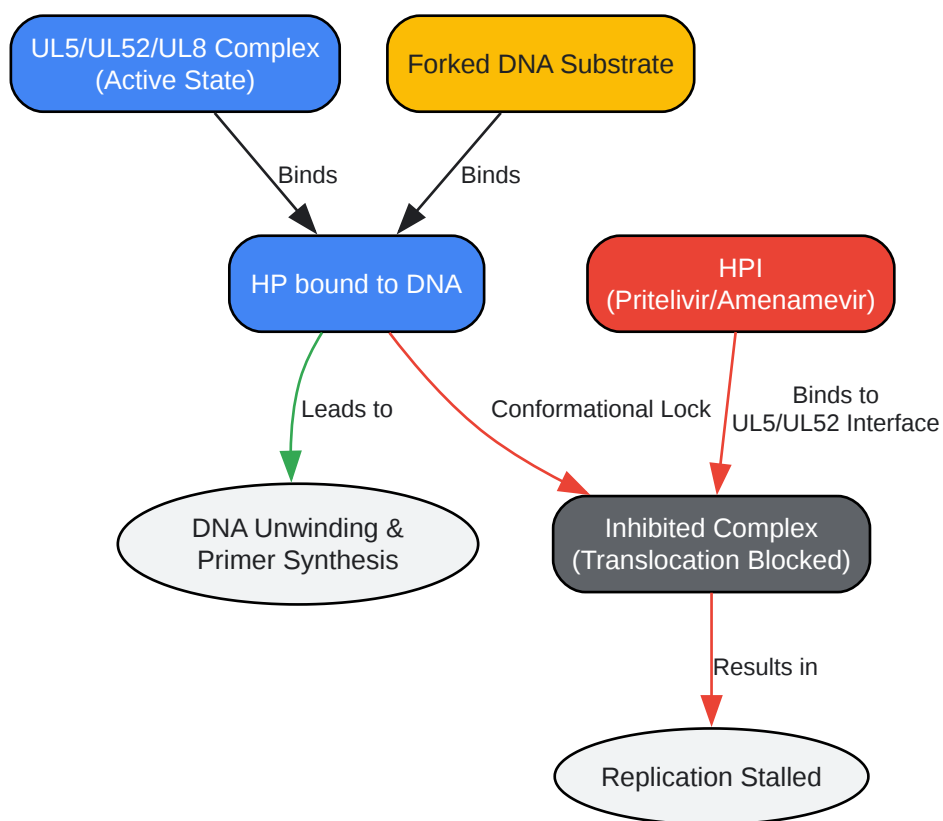 UL5/UL52/UL8 Complex
(Active State)
Forked DNA Substrate
Binds
Binds
HP bound to DNA
HPI
(Pritelivir/Amenamevir)
Leads to
Conformational Lock
Binds to
UL5/UL52 Interface
DNA Unwinding &
Primer Synthesis
Inhibited Complex
(Translocation Blocked)
Results in
Replication Stalled